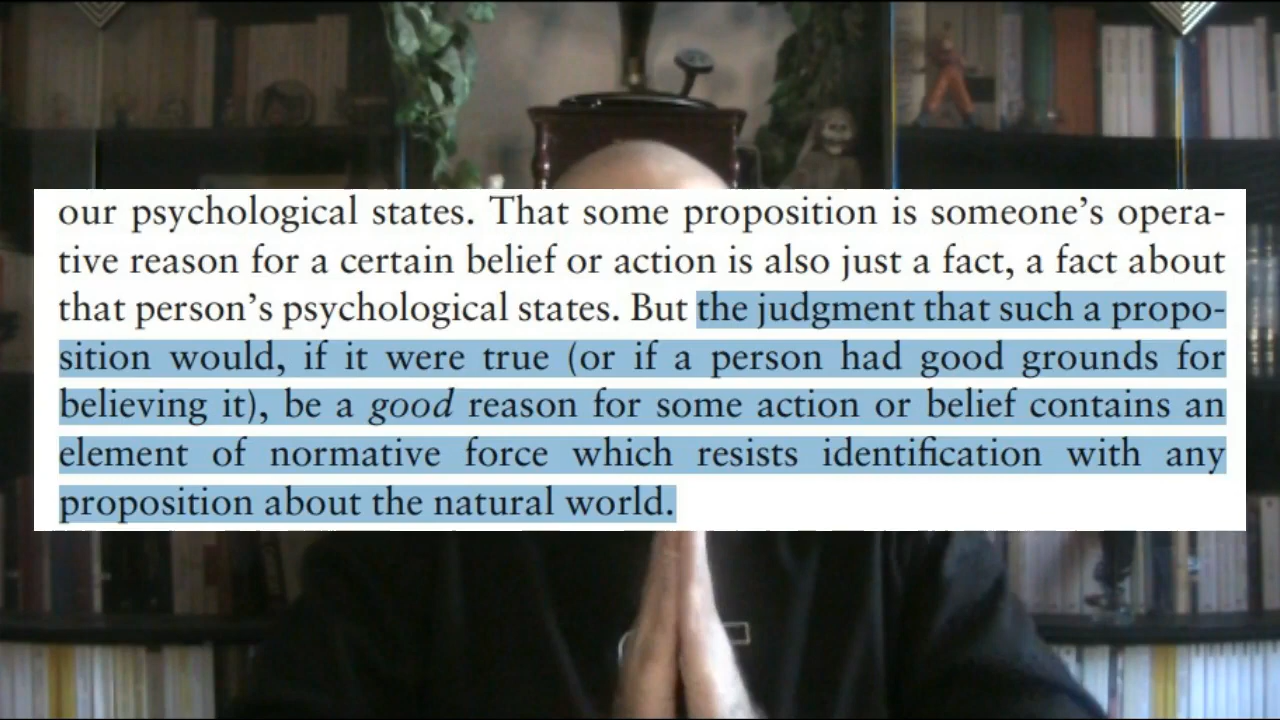 our psychological states. That some proposition is someone’s opera-
tive reason for a certain belief or action is also just a fact, a fact about
that person’s psychological states. But the judgment that such a propo-
sition would, if it were true (or if a person had good grounds for
believing it), be a good reason for some action or belief contains an
element of normative force which resists identification with any
proposition about the natural world.